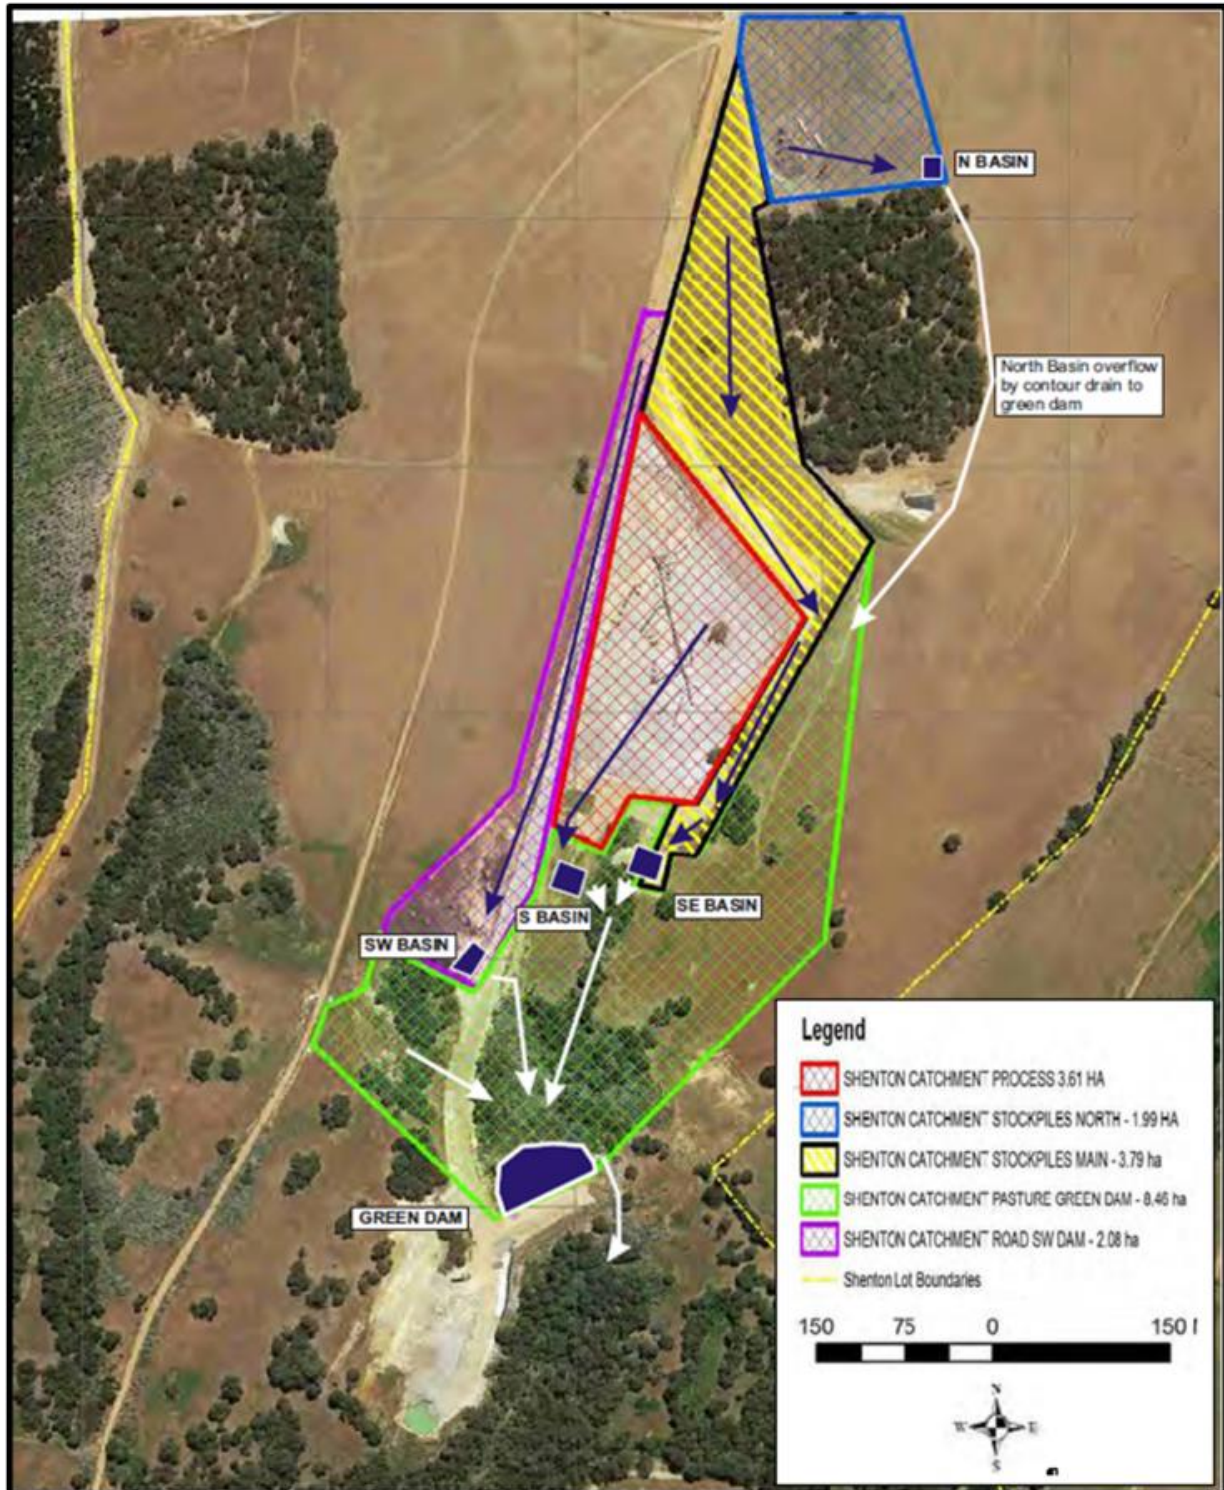 N BASIN
North Basin overflow
by contour drain to
green dam
S BASIN
SE BASIN
SW BASIN
GREEN DAM
Legend
SHENTON CATCHMENT PROCESS 3.61 HA
SHENTON CATCHMENT STOCKPILES NORTH - 1.99 HA
SHENTON CATCHMENT STOCKPILES MAIN - 3.79 ha
SHENTON CATCHMENT PASTURE GREEN DAM - 8.46 ha
SHENTON CATCHMENT ROAD SW DAM - 2.08 ha
Shenton Lot Boundaries
150 75 0 150
N
W E
S